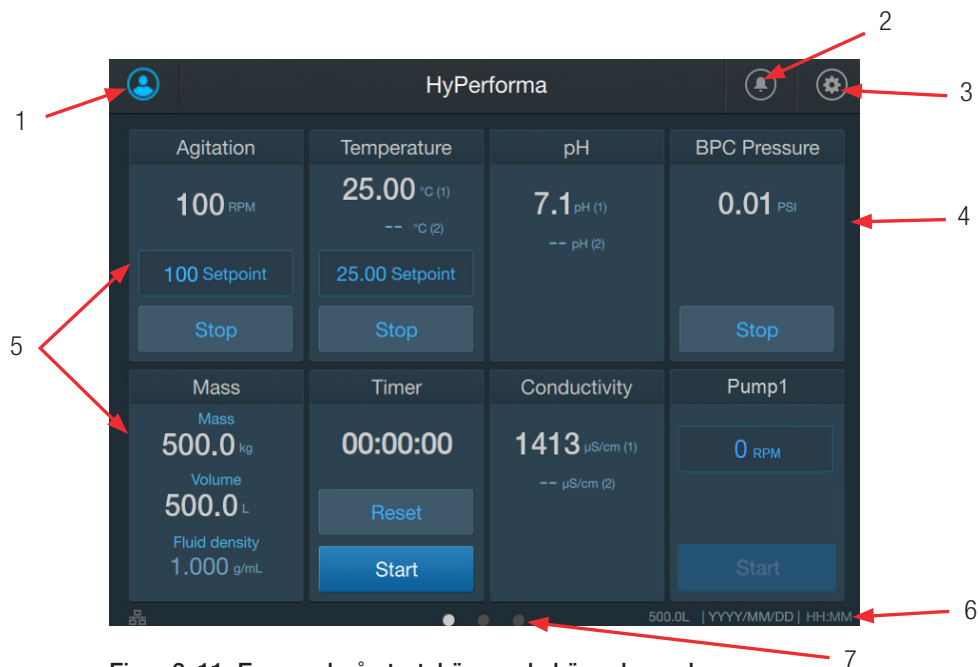 2
1
HyPerforma
3
Agitation
Temperature
pH
BPC Pressure
100 RPM
25.00 °C (1)
-- °C (2)
7.1 pH (1)
-- pH (2)
0.01 PSI
4
100 Setpoint
25.00 Setpoint
Stop
Stop
Stop
5
Mass
Timer
Conductivity
Pump1
Mass
500.0 kg
Volume
500.0 L
Fluid density
1.000 g/mL
00:00:00
Reset
Start
1413 µS/cm (1)
-- µS/cm (2)
0 RPM
Start
500.0L | YYYY/MM/DD | HH:MM
6
7